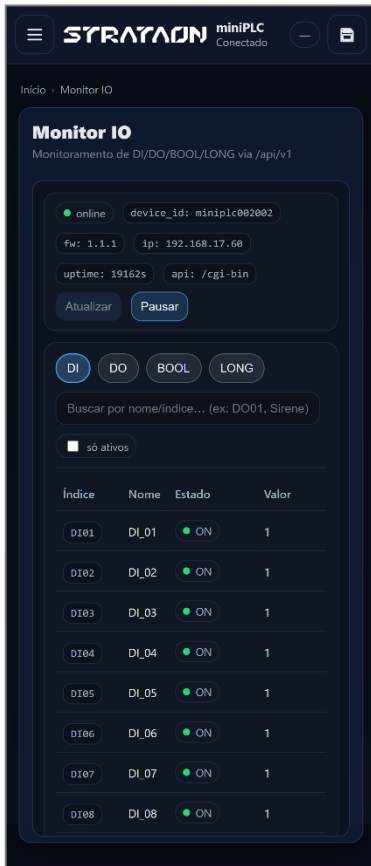 STRATAON miniPLC
Conectado
Início › Monitor IO
Monitor IO
Monitoramento de DI/DO/BOOL/LONG via /api/v1
online device_id: miniplc002002
fw: 1.1.1 ip: 192.168.17.60
uptime: 19162s api: /cgi-bin
Atualizar Pausar
DI DO BOOL LONG
Buscar por nome/índice… (ex: DO01, Sirene)
só ativos
Índice Nome Estado Valor
DI01 DI_01 ON 1
DI02 DI_02 ON 1
DI03 DI_03 ON 1
DI04 DI_04 ON 1
DI05 DI_05 ON 1
DI06 DI_06 ON 1
DI07 DI_07 ON 1
DI08 DI_08 ON 1